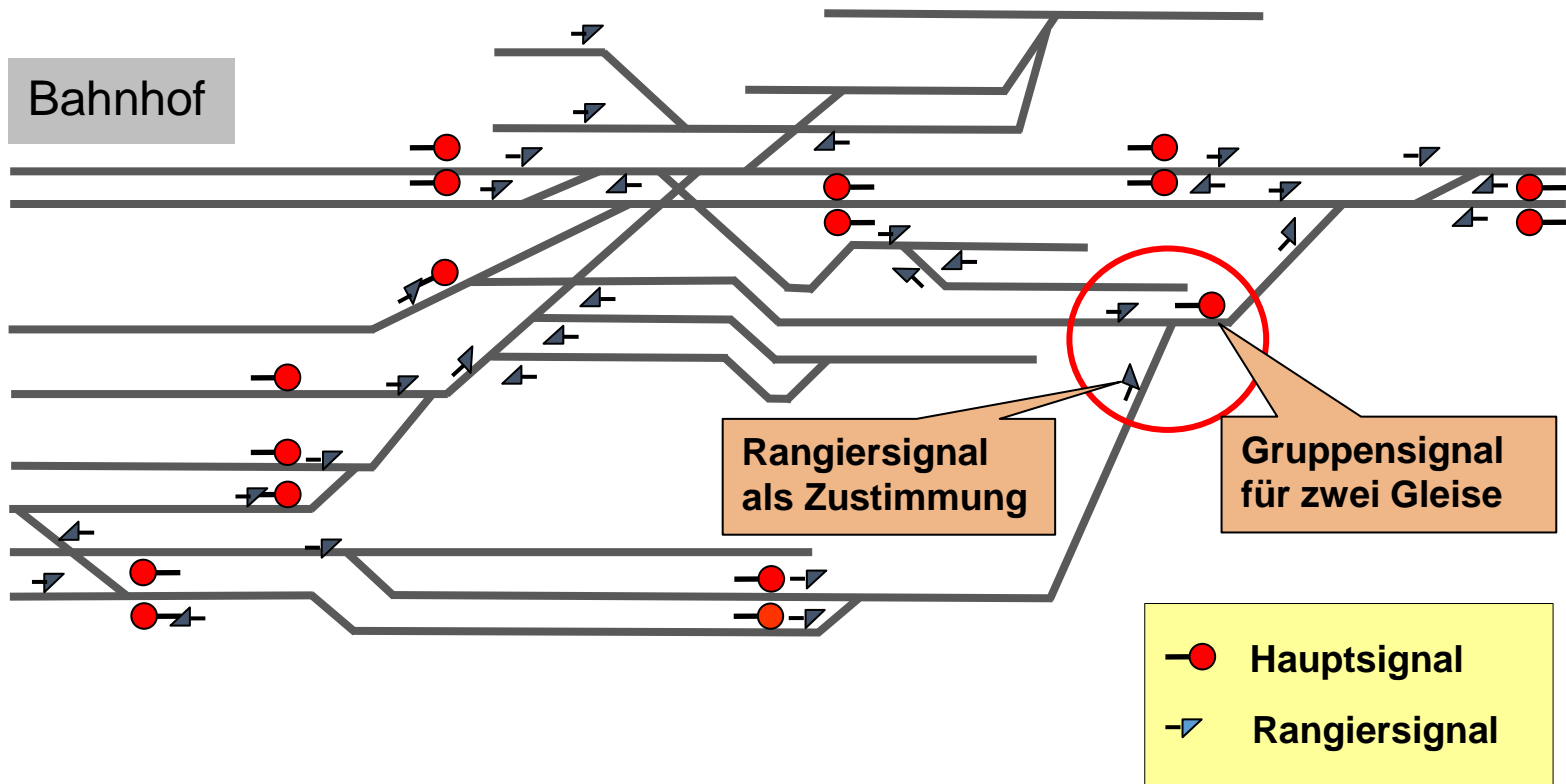 Bahnhof
Rangiersignal
als Zustimmung
Gruppensignal
für zwei Gleise
Hauptsignal
Rangiersignal